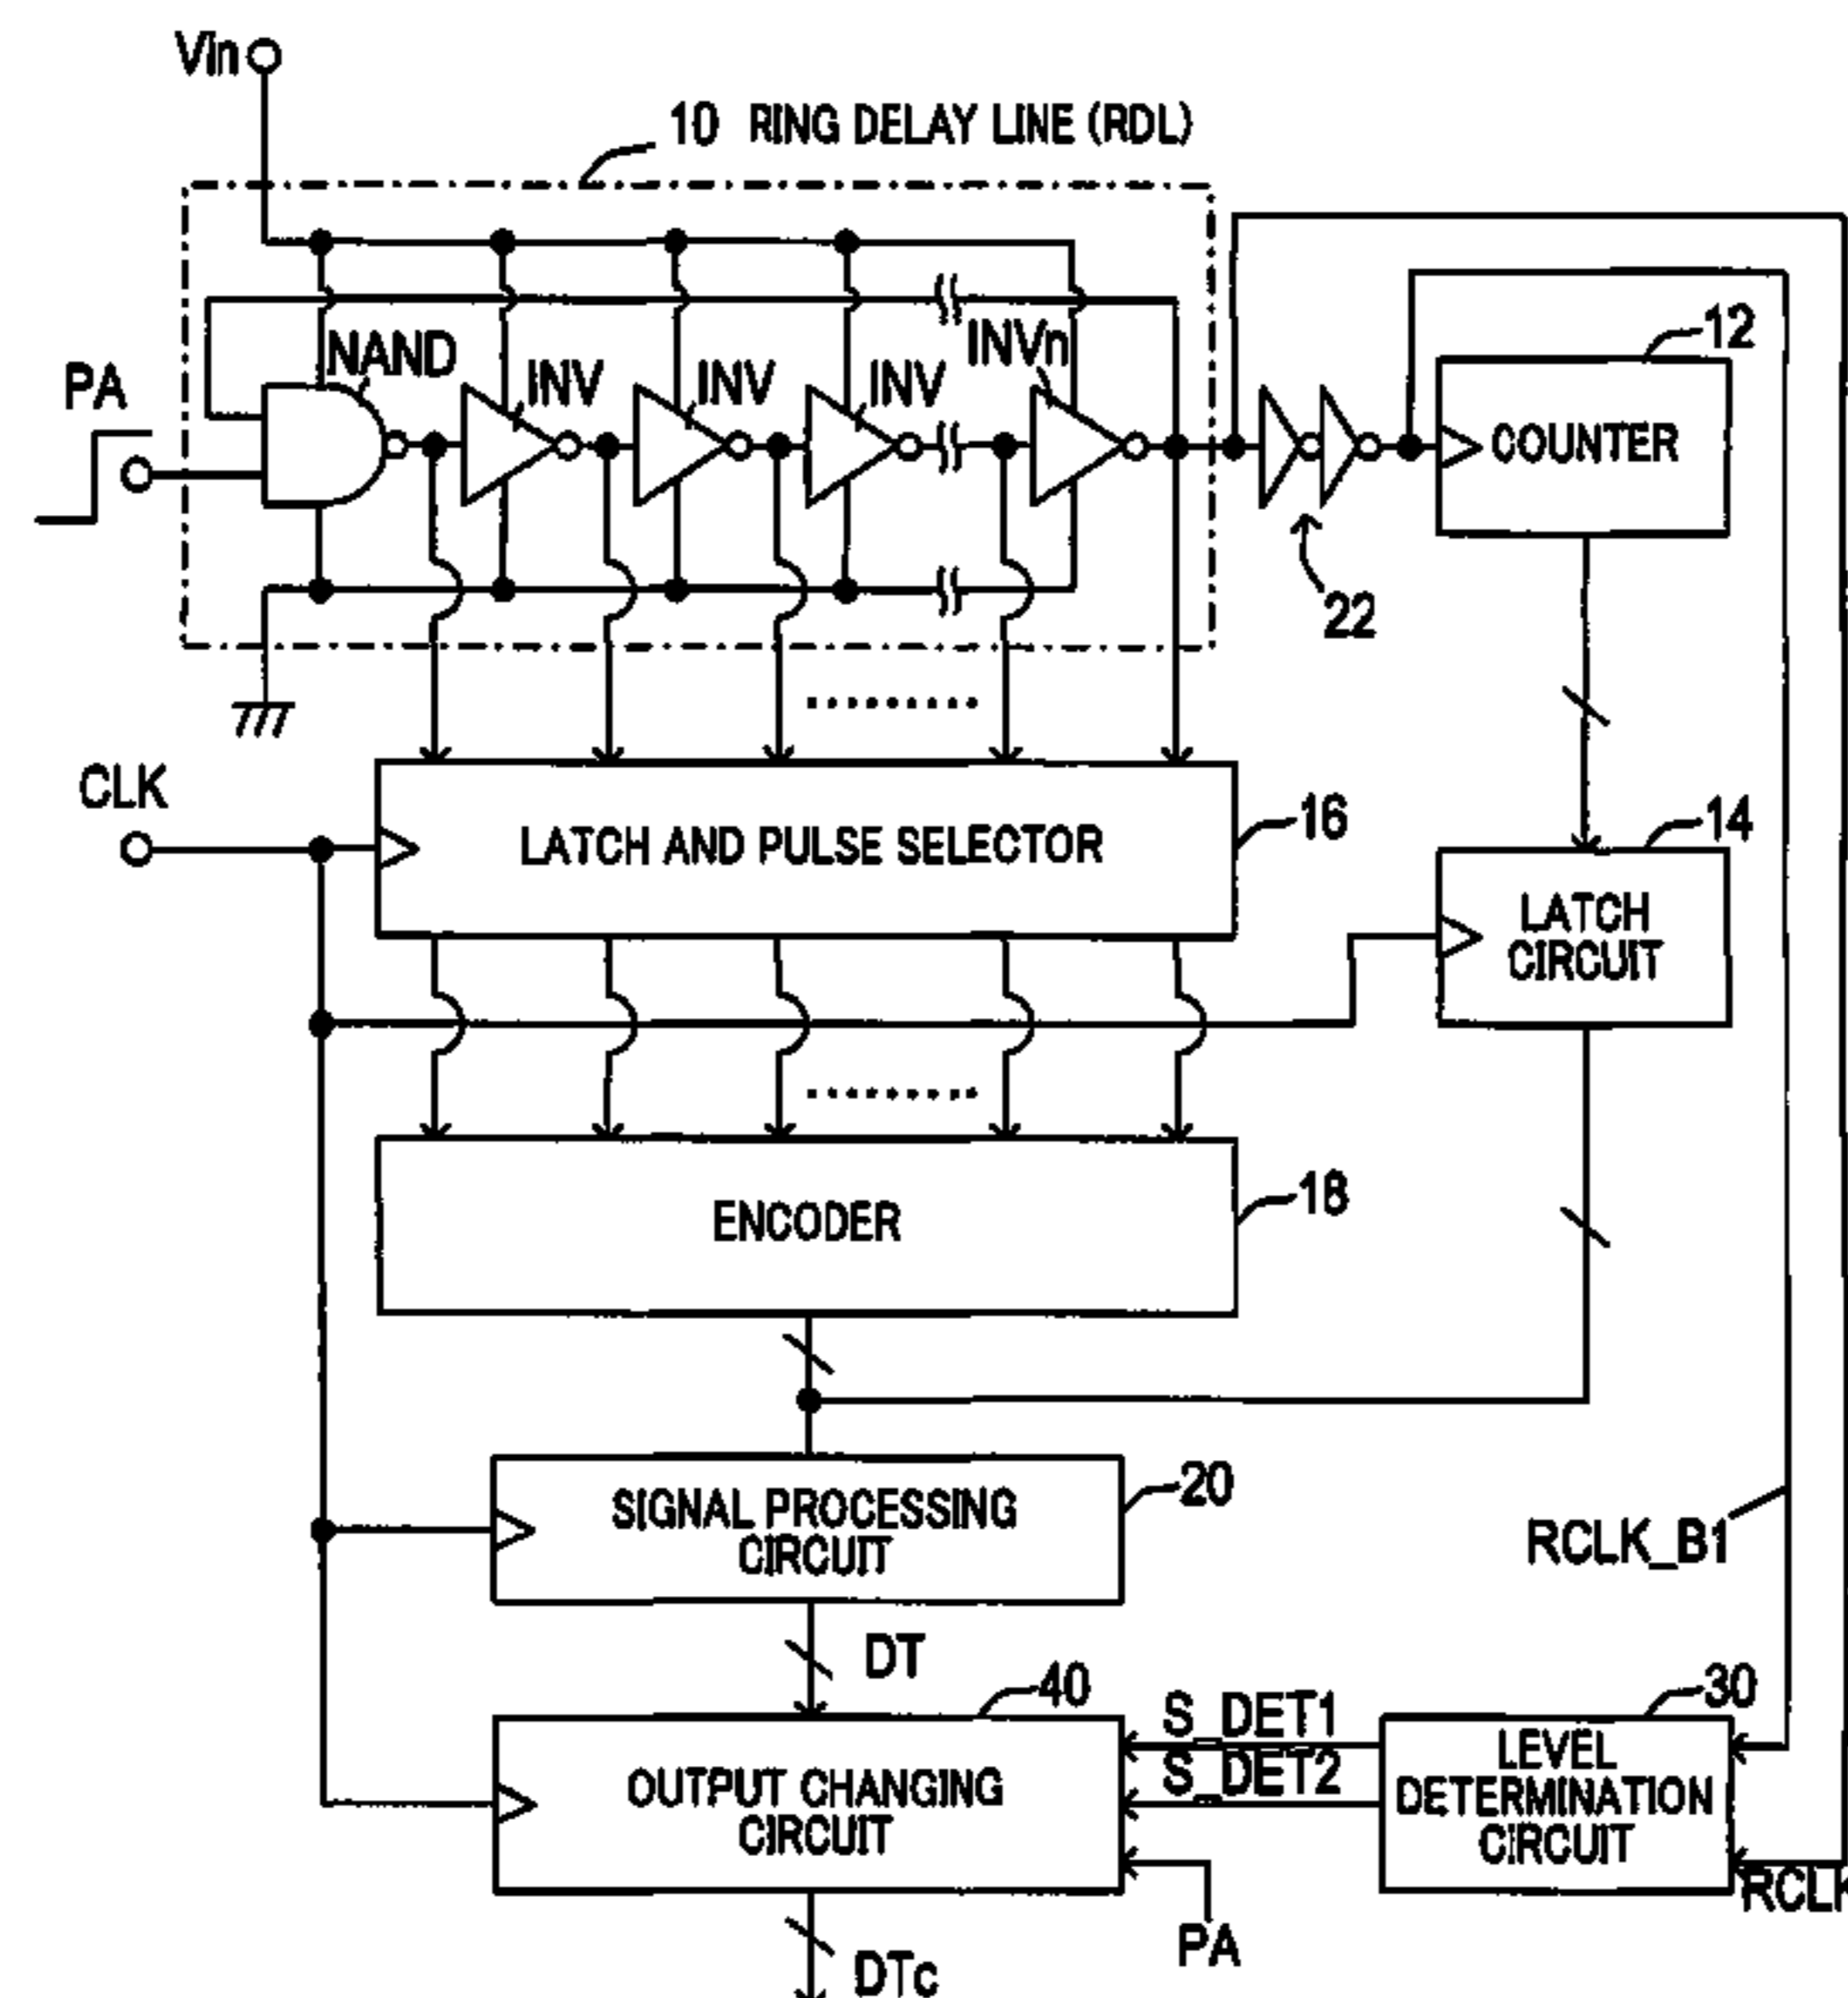 Vin
10 RING DELAY LINE (RDL)
PA
NAND
INV
INV
INV
INVn
12
COUNTER
22
CLK
LATCH AND PULSE SELECTOR
16
14
LATCH
CIRCUIT
ENCODER
18
SIGNAL PROCESSING
CIRCUIT
20
RCLK_B1
DT
40
OUTPUT CHANGING
CIRCUIT
S_DET1
S_DET2
30
LEVEL
DETERMINATION
CIRCUIT
RCLK
PA
DTc